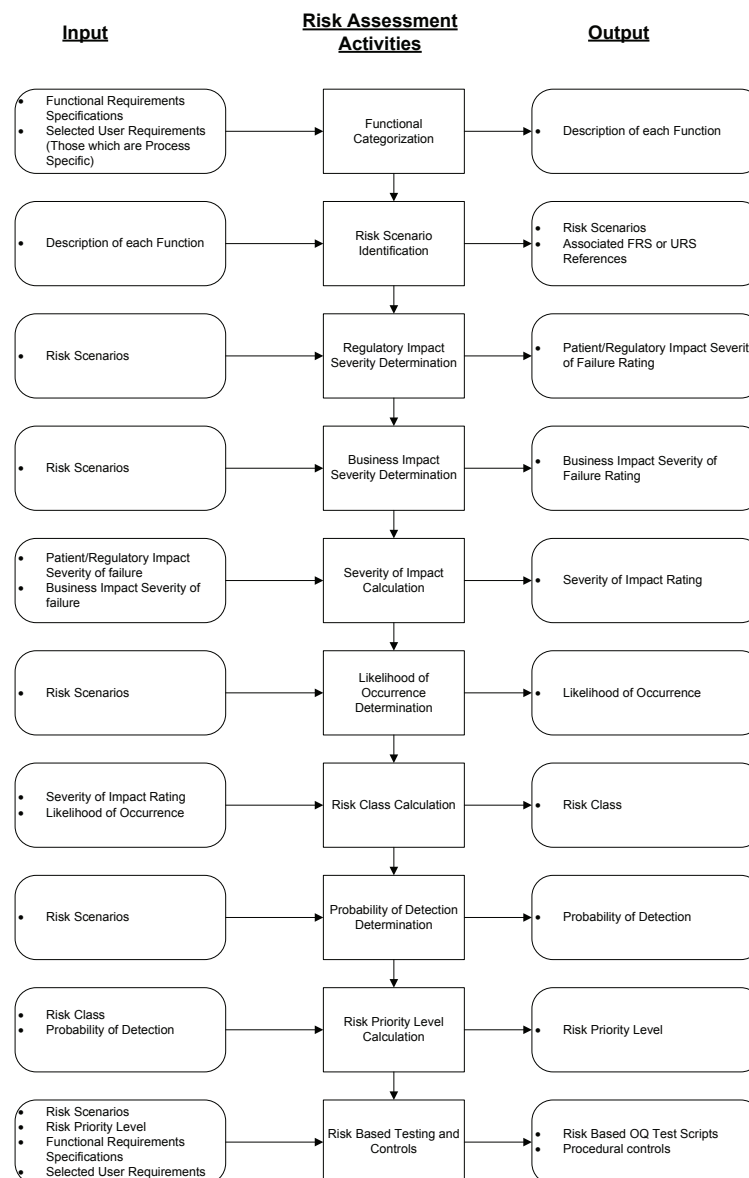 Input
Risk Assessment
Activities
Output
• Functional Requirements
Specifications
• Selected User Requirements
(Those which are Process
Specific)
Functional
Categorization
• Description of each Function
• Description of each Function
Risk Scenario
Identification
• Risk Scenarios
• Associated FRS or URS
References
• Risk Scenarios
Regulatory Impact
Severity Determination
• Patient/Regulatory Impact Severit
of Failure Rating
• Risk Scenarios
Business Impact
Severity Determination
• Business Impact Severity of
Failure Rating
• Patient/Regulatory Impact
Severity of failure
• Business Impact Severity of
failure
Severity of Impact
Calculation
• Severity of Impact Rating
• Risk Scenarios
Likelihood of
Occurrence
Determination
• Likelihood of Occurrence
• Severity of Impact Rating
• Likelihood of Occurrence
Risk Class Calculation
• Risk Class
• Risk Scenarios
Probability of Detection
Determination
• Probability of Detection
• Risk Class
• Probability of Detection
Risk Priority Level
Calculation
• Risk Priority Level
• Risk Scenarios
• Risk Priority Level
• Functional Requirements
Specifications
• Selected User Requirements
Risk Based Testing and
Controls
• Risk Based OQ Test Scripts
• Procedural controls